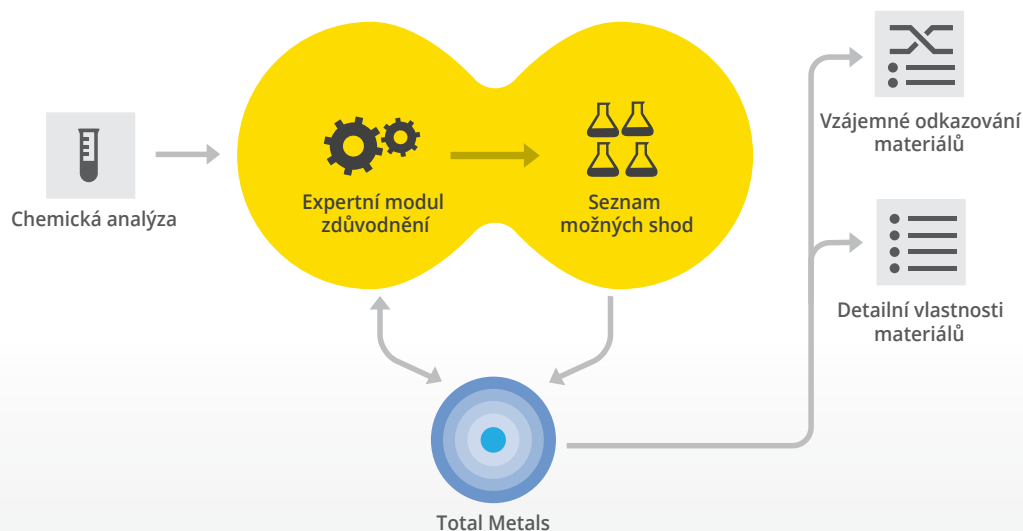 Chemická analýza
Expertní modul
zdůvodnění
Seznam
možných shod
Vzájemné odkazování
materiálů
Detailní vlastnosti
materiálů
Total Metals